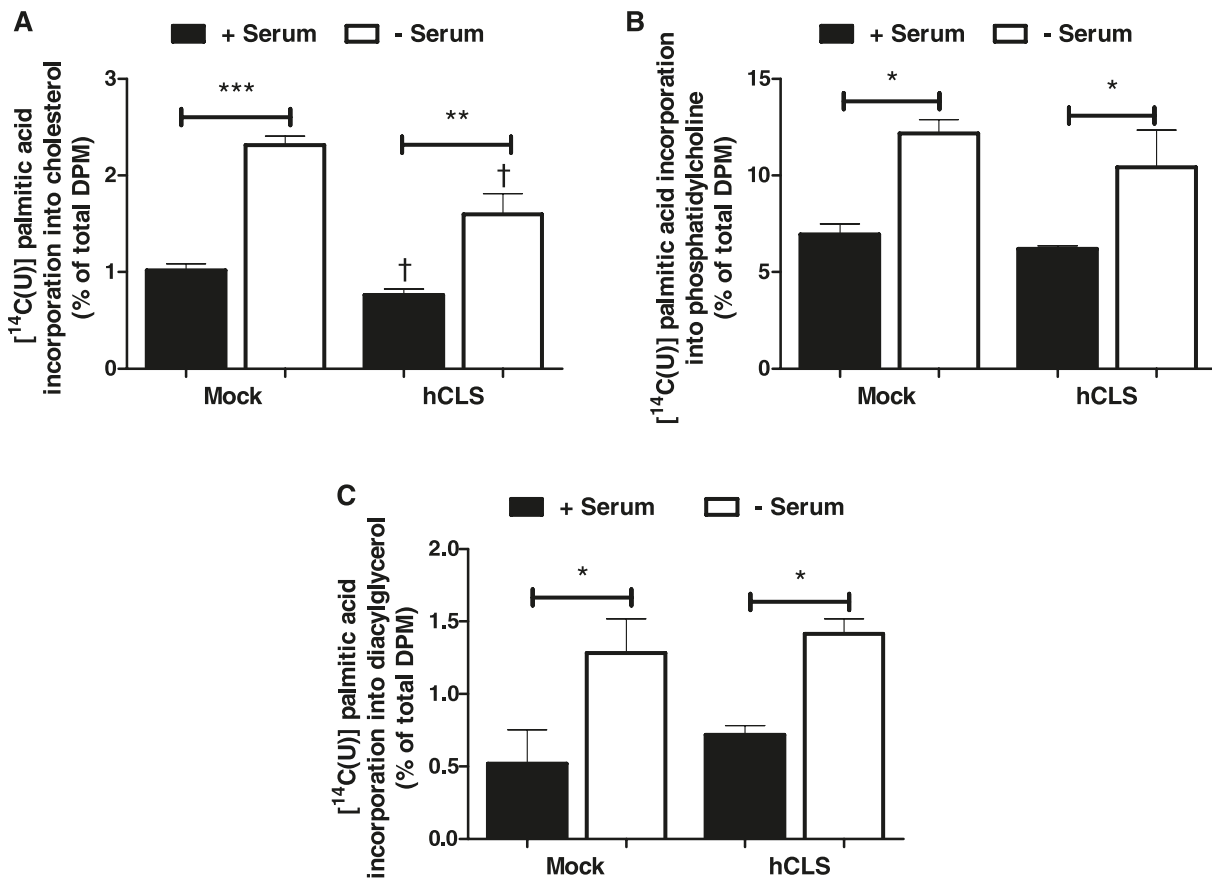 A
+ Serum
- Serum
[¹⁴C(U)] palmitic acid
incorporation into cholesterol
(% of total DPM)
3
2
1
0
***
**
†
†
Mock
hCLS
B
+ Serum
- Serum
[¹⁴C(U)] palmitic acid incorporation
into phosphatidylcholine
(% of total DPM)
15
10
5
0
*
*
Mock
hCLS
C
+ Serum
- Serum
[¹⁴C(U)] palmitic acid
incorporation into diacylglycerol
(% of total DPM)
2.0
1.5
1.0
0.5
0.0
*
*
Mock
hCLS